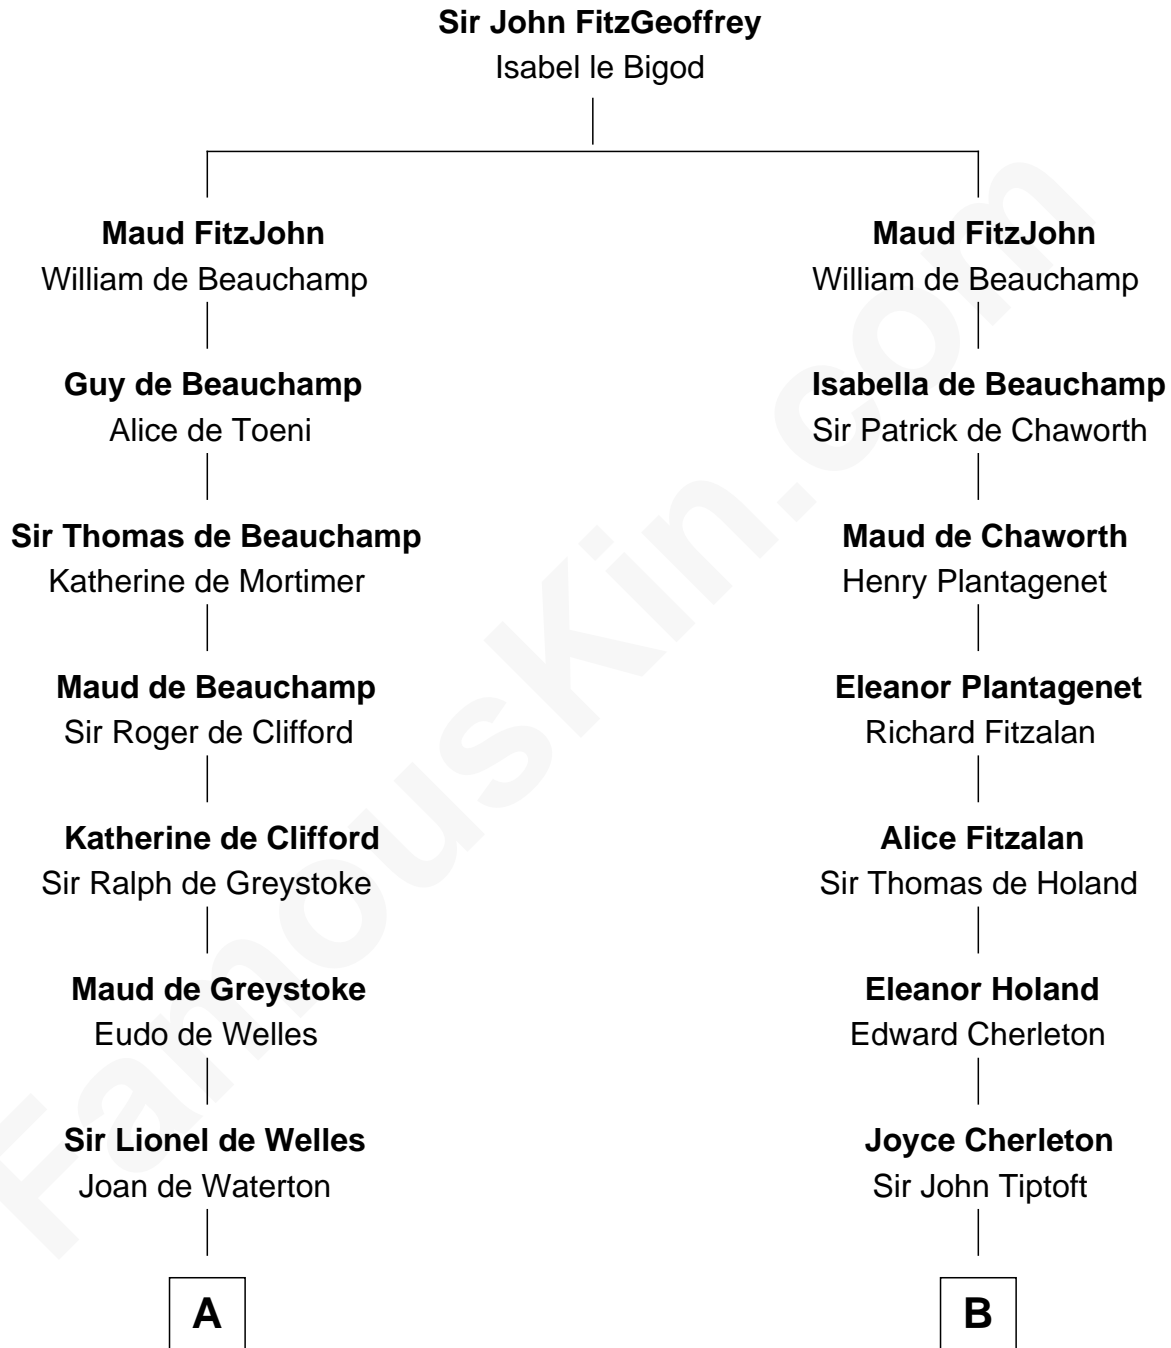 Sir John FitzGeoffrey
Isabel le Bigod
Maud FitzJohn
William de Beauchamp
Maud FitzJohn
William de Beauchamp
Guy de Beauchamp
Alice de Toeni
Isabella de Beauchamp
Sir Patrick de Chaworth
Sir Thomas de Beauchamp
Katherine de Mortimer
Maud de Chaworth
Henry Plantagenet
Maud de Beauchamp
Sir Roger de Clifford
Eleanor Plantagenet
Richard Fitzalan
Katherine de Clifford
Sir Ralph de Greystoke
Alice Fitzalan
Sir Thomas de Holand
Maud de Greystoke
Eudo de Welles
Eleanor Holand
Edward Cherleton
Sir Lionel de Welles
Joan de Waterton
Joyce Cherleton
Sir John Tiptoft
A
B
FamousKin.com